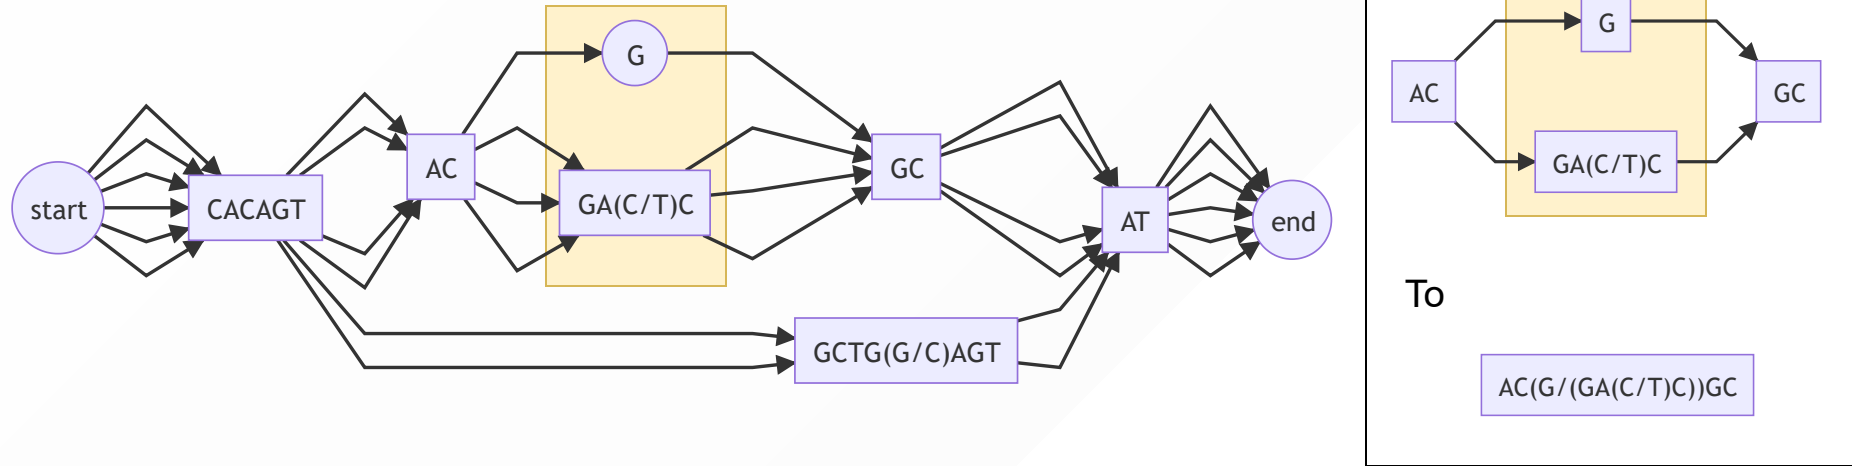 start
CACAGT
AC
G
GA(C/T)C
GC
GCTG(G/C)AGT
AT
end
AC
G
GA(C/T)C
GC
To
AC(G/(GA(C/T)C))GC